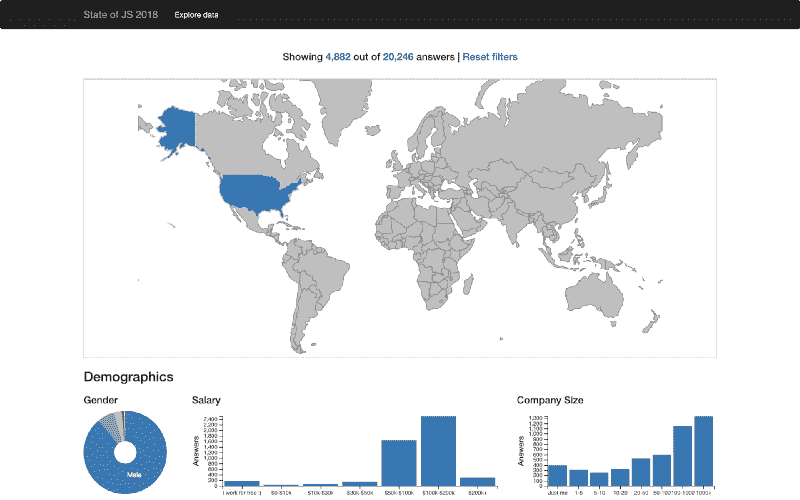 State of JS 2018 Explore data
Showing 4,882 out of 20,246 answers | Reset filters
Demographics
Gender
Male
Salary
Answers
2,400
2,200
2,000
1,800
1,600
1,400
1,200
1,000
800
600
400
200
0
I work for free :)
$0-$10k
$10k-$30k
$30k-$50k
$50k-$100k
$100k-$200k
$200k+
Company Size
Answers
1,300
1,200
1,100
1,000
900
800
700
600
500
400
300
200
100
0
Just me
1-5
5-10
10-20
20-50
50-100
100-1000
1000+